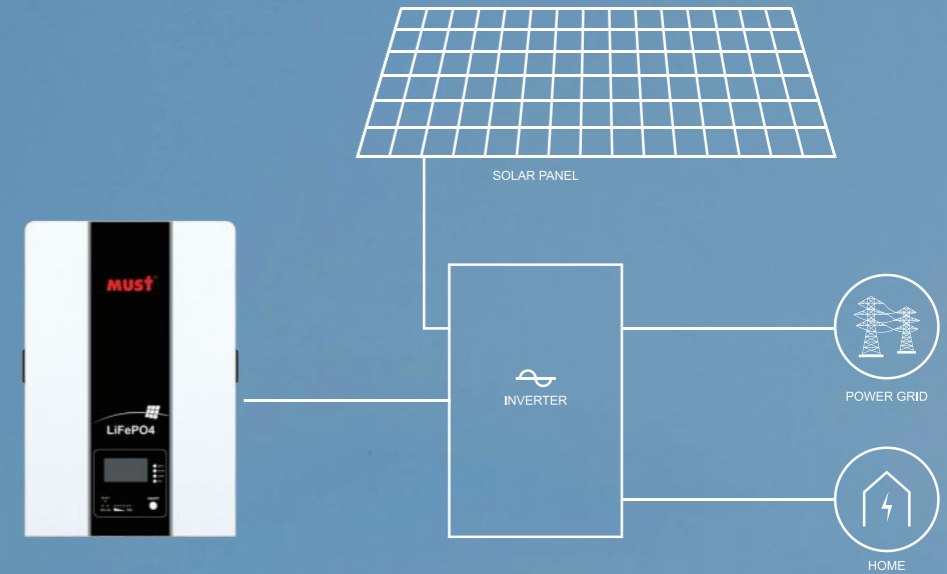 SOLAR PANEL
MUST
INVERTER
POWER GRID
LiFePO4
HOME